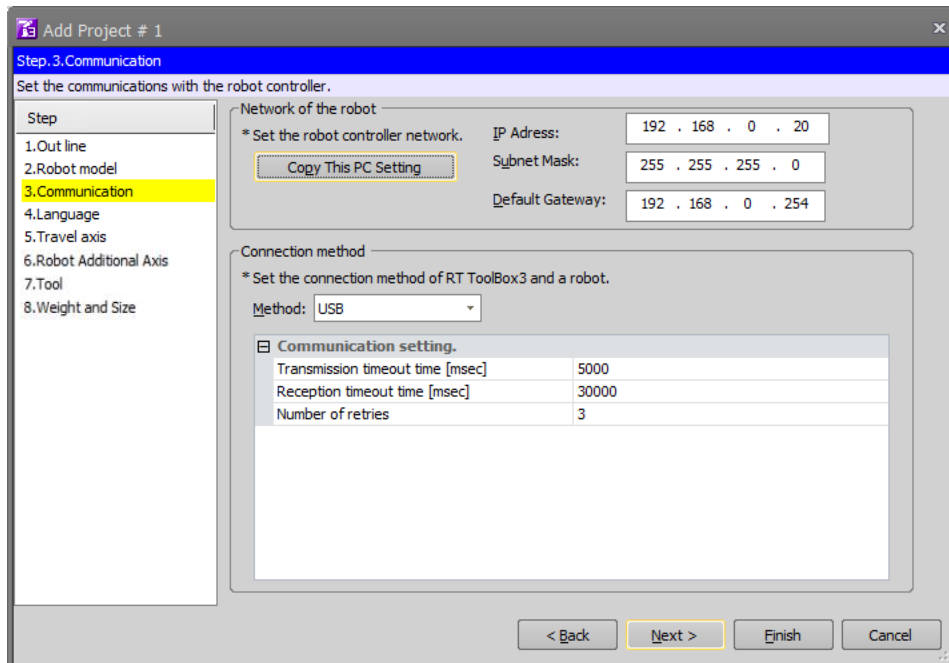 Add Project # 1
Step.3.Communication
Set the communications with the robot controller.
Step
1.Out line
2.Robot model
3.Communication
4.Language
5.Travel axis
6.Robot Additional Axis
7.Tool
8.Weight and Size
Network of the robot
* Set the robot controller network.
Copy This PC Setting
IP Adress: 192 . 168 . 0 . 20
Subnet Mask: 255 . 255 . 255 . 0
Default Gateway: 192 . 168 . 0 . 254
Connection method
* Set the connection method of RT ToolBox3 and a robot.
Method: USB
Communication setting.
Transmission timeout time [msec] 5000
Reception timeout time [msec] 30000
Number of retries 3
< Back Next > Finish Cancel